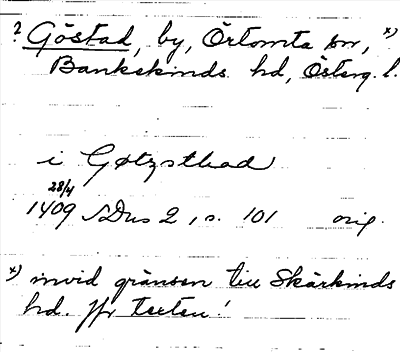 ? Göstad, by, Örtomta sn, x)
Bankekinds hd, Österg. l.
i Gøtzsthad
28/4
1409 SDns 2, s. 101 orig.
x) invid gränsen till Skärkinds
hd. Jfr texten!